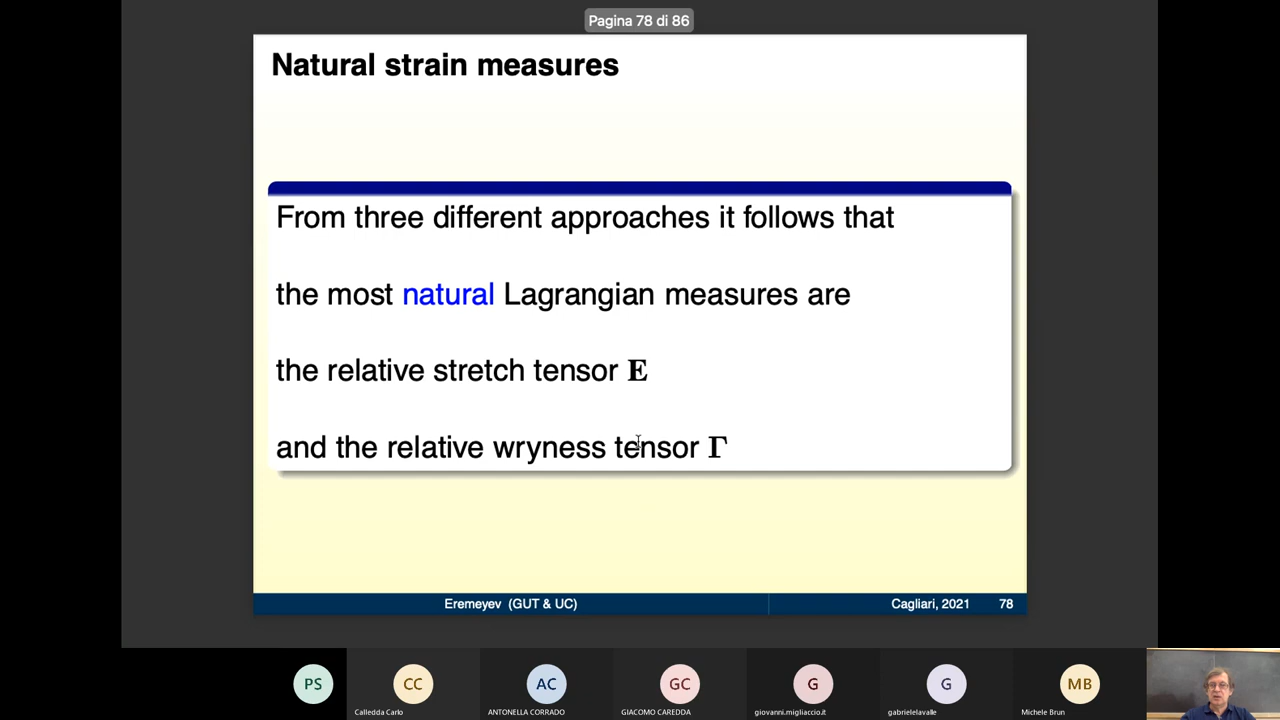 Pagina 78 di 86
Natural strain measures
From three different approaches it follows that
the most natural Lagrangian measures are
the relative stretch tensor E
and the relative wryness tensor Γ
Eremeyev (GUT & UC) Cagliari, 2021 78
PS CC AC GC G G MB
Calledda Carlo ANTONELLA CORRADO GIACOMO CAREDDA giovanni.migliaccio.it gabrielelavalle Michele Brun